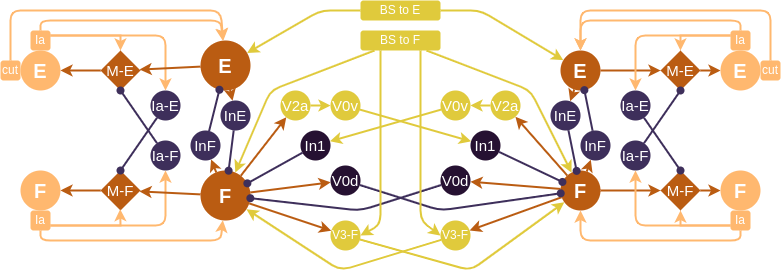 BS to E
BS to F
Ia
Ia
cut
E
M-E
E
E
M-E
E
cut
Ia-E
InE
V2a
V0v
V0v
V2a
InE
Ia-E
Ia-F
InF
In1
In1
InF
Ia-F
F
M-F
F
V0d
V0d
F
M-F
F
Ia
Ia
V3-F
V3-F